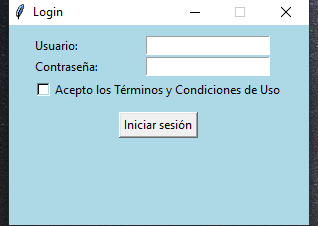 Login
Usuario:
Contraseña:
Acepto los Términos y Condiciones de Uso
Iniciar sesión